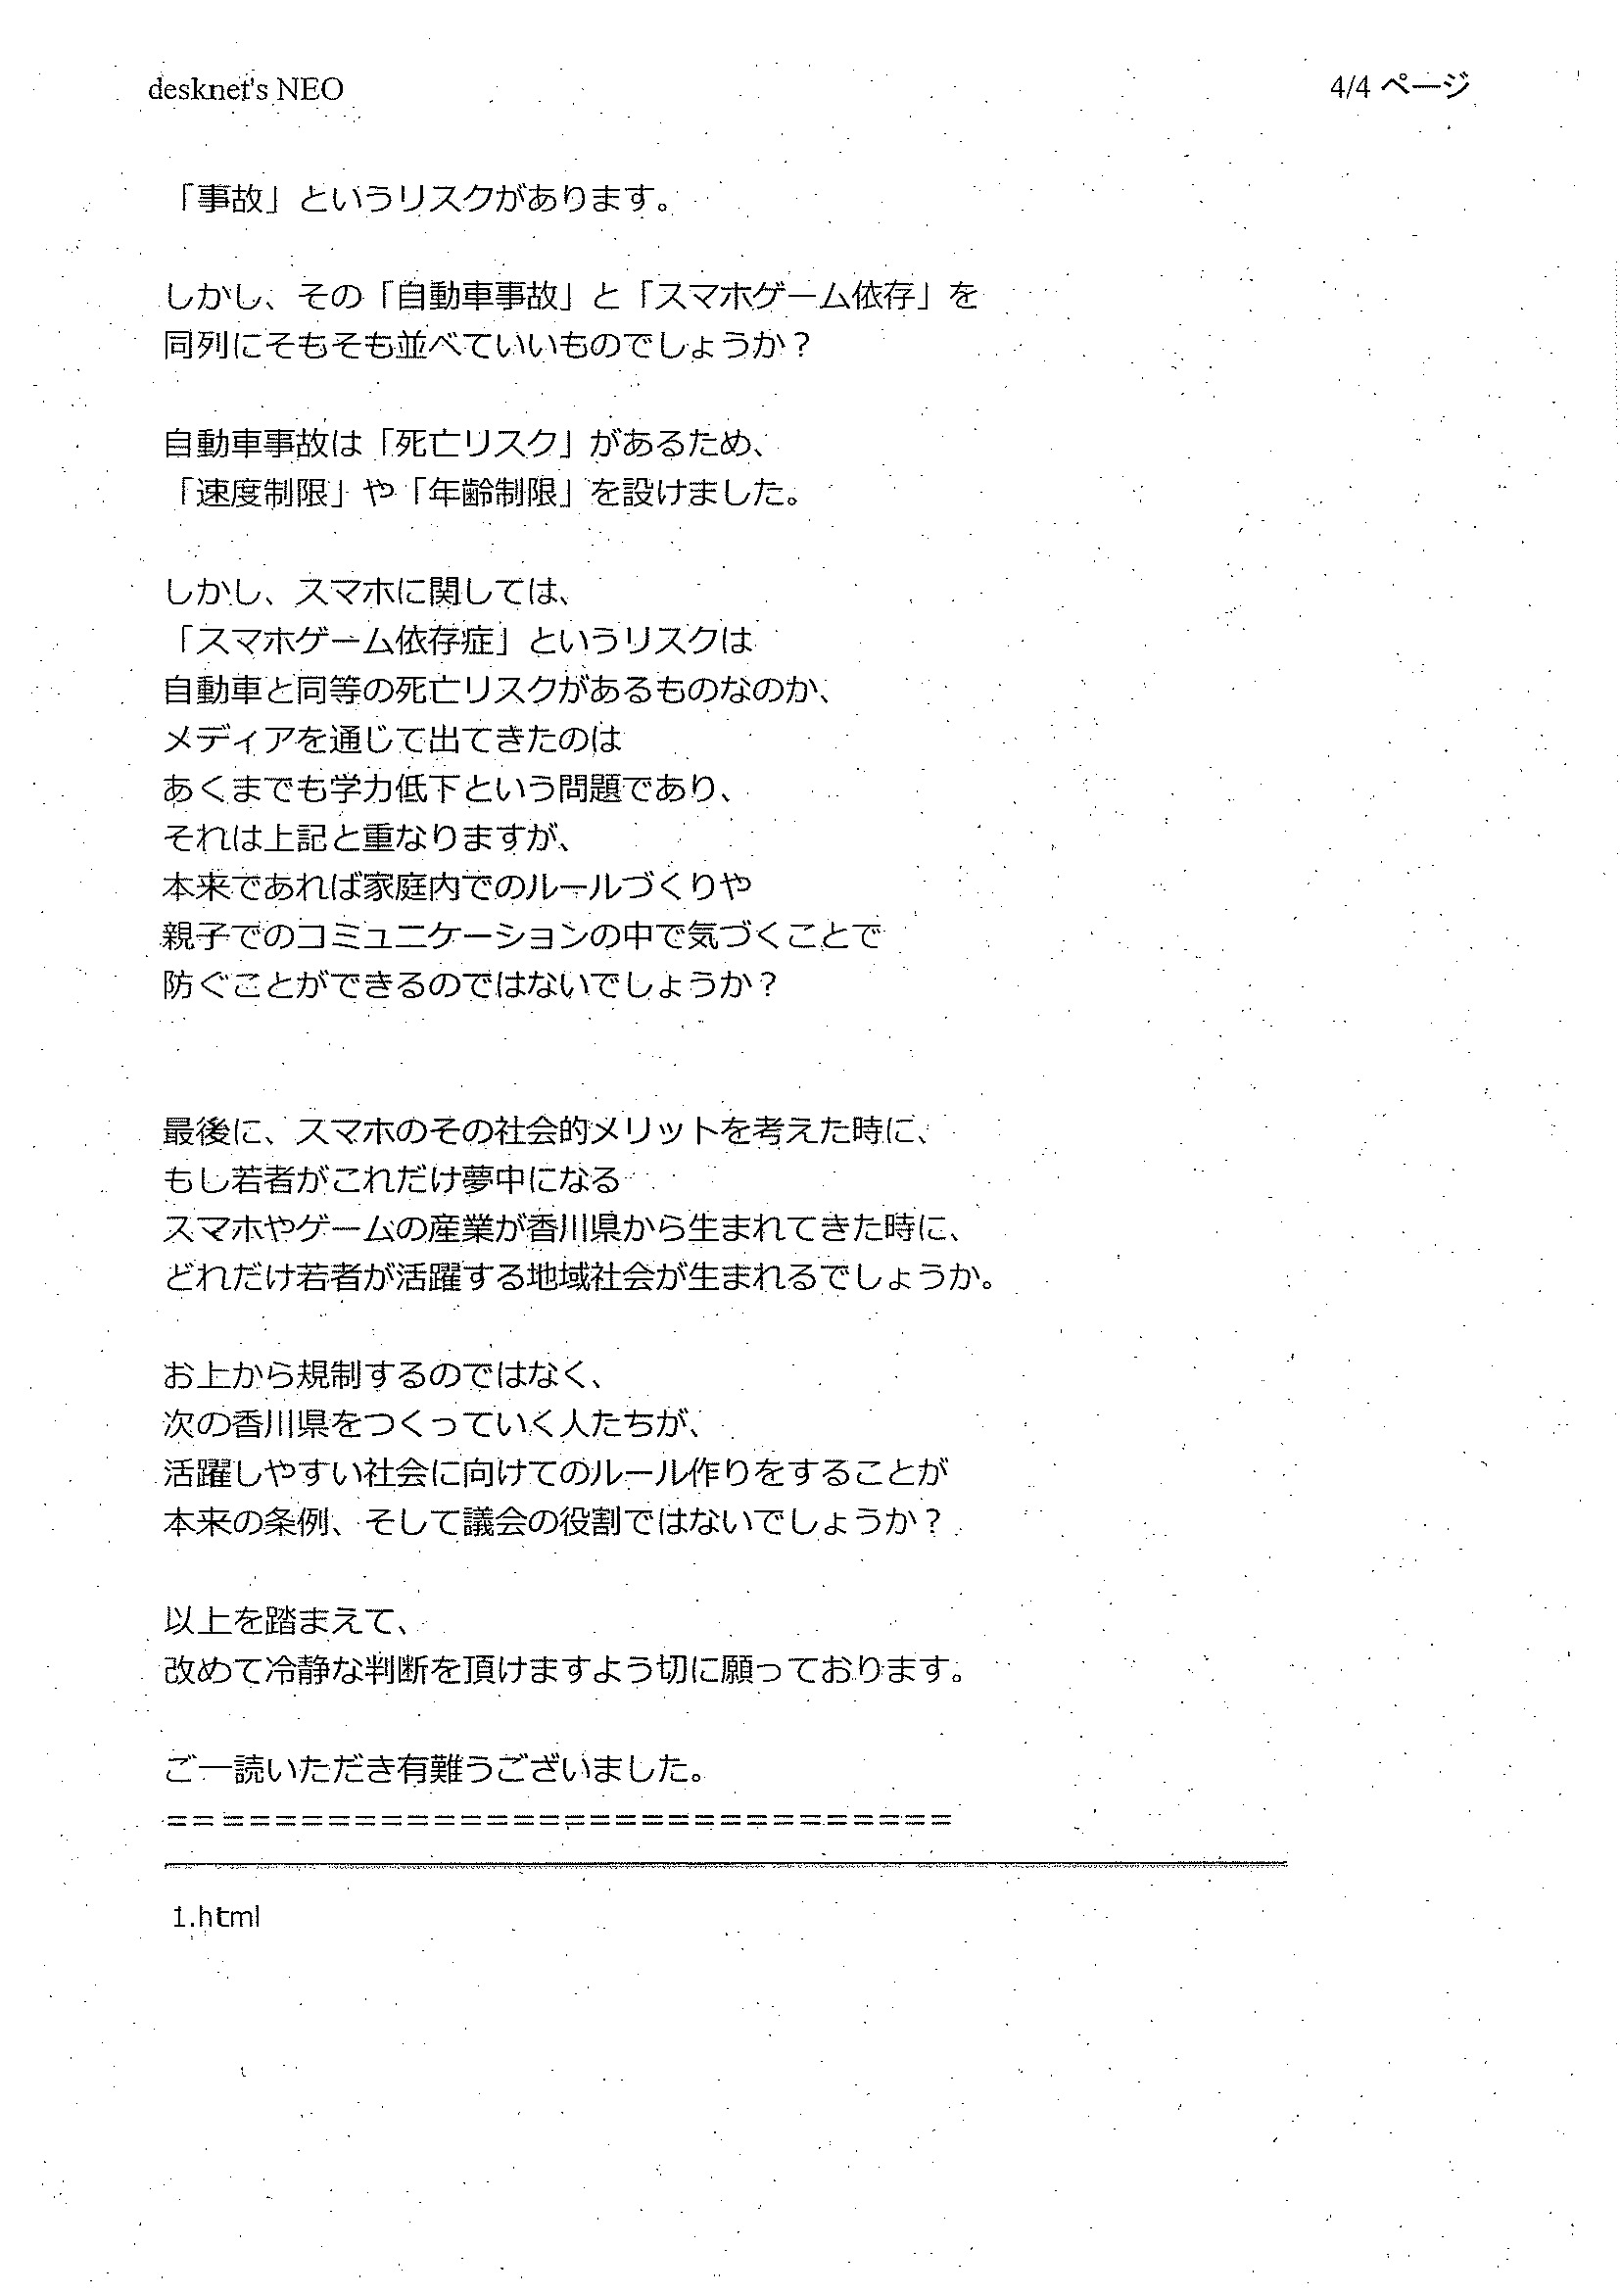 desknet's NEO
4/4 ページ
「事故」というリスクがあります。
しかし、その「自動車事故」と「スマホゲーム依存」を
同列にそもそも並べていいものでしょうか？
自動車事故は「死亡リスク」があるため、
「速度制限」や「年齢制限」を設けました。
しかし、スマホに関しては、
「スマホゲーム依存症」というリスクは
自動車と同等の死亡リスクがあるものなのか、
メディアを通じて出てきたのは
あくまでも学力低下という問題であり、
それは上記と重なりますが、
本来であれば家庭内でのルールづくりや
親子でのコミュニケーションの中で気づくことで
防ぐことができるのではないでしょうか？
最後に、スマホのその社会的メリットを考えた時に、
もし若者がこれだけ夢中になる
スマホやゲームの産業が香川県から生まれてきた時に、
どれだけ若者が活躍する地域社会が生まれるでしょうか。
お上から規制するのではなく、
次の香川県をつくっていく人たちが、
活躍しやすい社会に向けてのルール作りをすることが
本来の条例、そして議会の役割ではないでしょうか？
以上を踏まえて、
改めて冷静な判断を頂けますよう切に願っております。
ご一読いただき有難うございました。
==============================
1.html